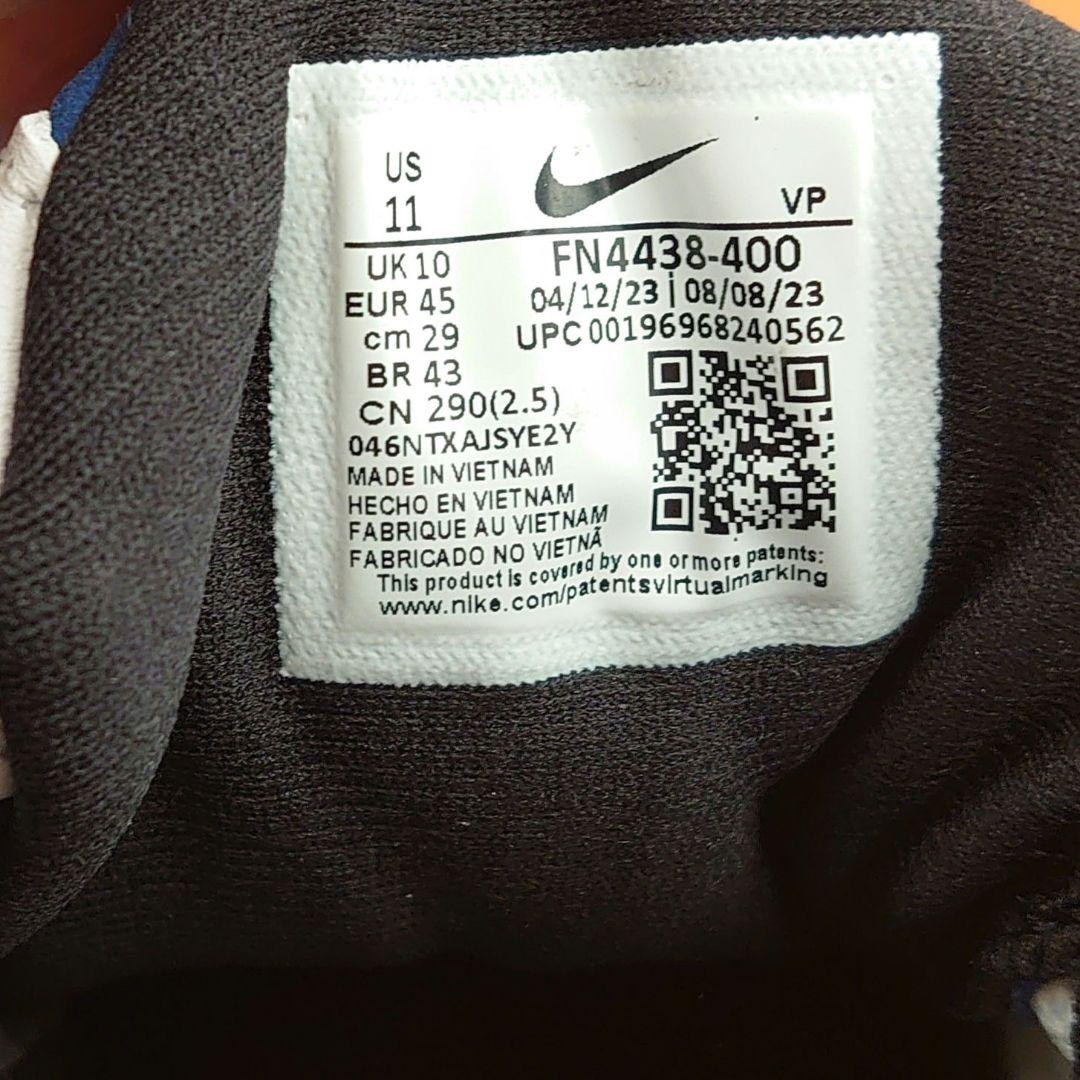 US
11
VP
UK 10
EUR 45
cm 29
BR 43
CN 290(2.5)
FN4438-400
04/12/23 | 08/08/23
UPC 00196968240562
046NTXAJSYE2Y
MADE IN VIETNAM
HECHO EN VIETNAM
FABRIQUE AU VIETNAM
FABRICADO NO VIETNÃ
This product is covered by one or more patents:
www.nike.com/patentsvirtualmarking